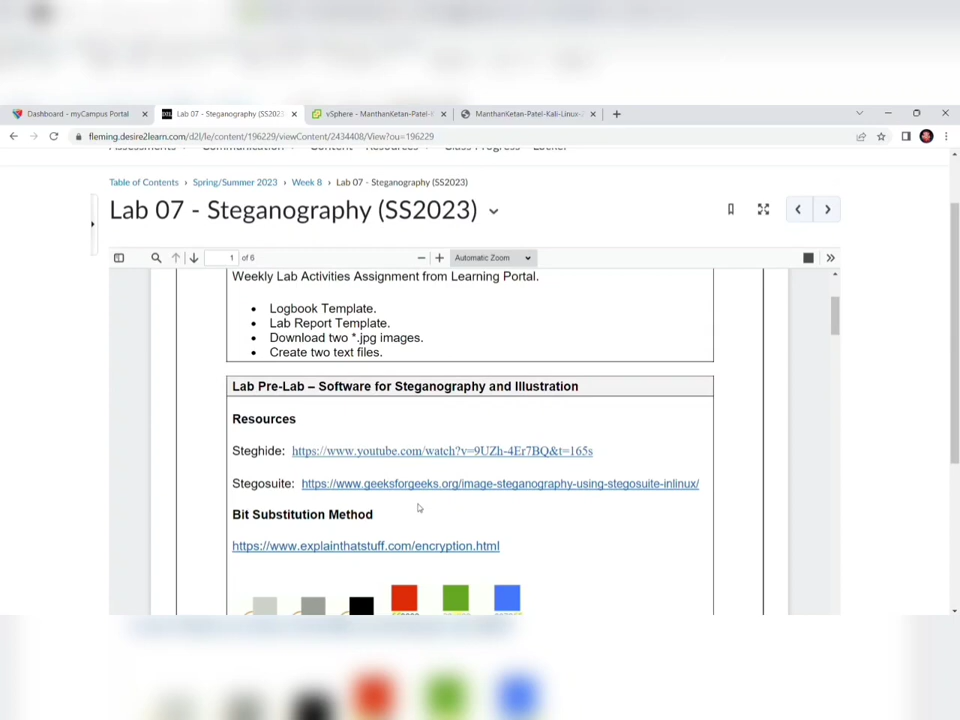 Dashboard - myCampus Portal
Lab 07 - Steganography (SS2023)
vSphere - ManthanKetan-Patel-
ManthanKetan-Patel-Kali-Linux-
fleming.desire2learn.com/d2l/le/content/196229/viewContent/2434408/View?ou=196229
Table of Contents › Spring/Summer 2023 › Week 8 › Lab 07 - Steganography (SS2023)
Lab 07 - Steganography (SS2023)
1 of 6
Automatic Zoom
Weekly Lab Activities Assignment from Learning Portal.
• Logbook Template.
• Lab Report Template.
• Download two *.jpg images.
• Create two text files.
Lab Pre-Lab – Software for Steganography and Illustration
Resources
Steghide: https://www.youtube.com/watch?v=9UZh-4Er7BQ&t=165s
Stegosuite: https://www.geeksforgeeks.org/image-steganography-using-stegosuite-inlinux/
Bit Substitution Method
https://www.explainthatstuff.com/encryption.html